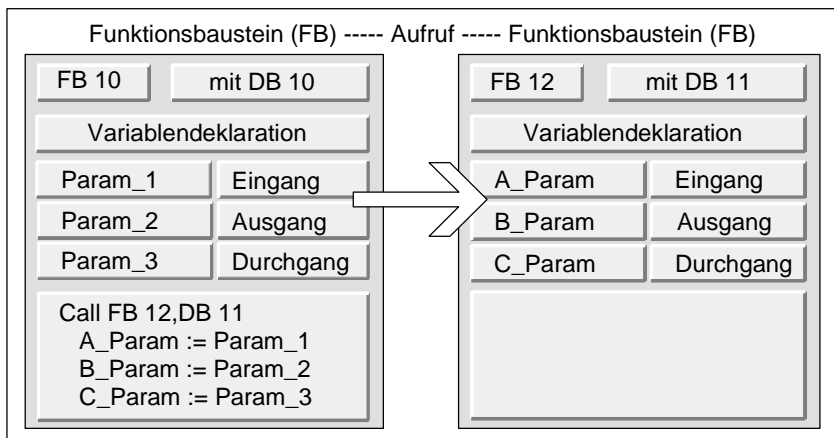 Funktionsbaustein (FB) ----- Aufruf ----- Funktionsbaustein (FB)
FB 10
mit DB 10
Variablendeklaration
Param_1
Eingang
Param_2
Ausgang
Param_3
Durchgang
Call FB 12,DB 11
A_Param := Param_1
B_Param := Param_2
C_Param := Param_3
FB 12
mit DB 11
Variablendeklaration
A_Param
Eingang
B_Param
Ausgang
C_Param
Durchgang